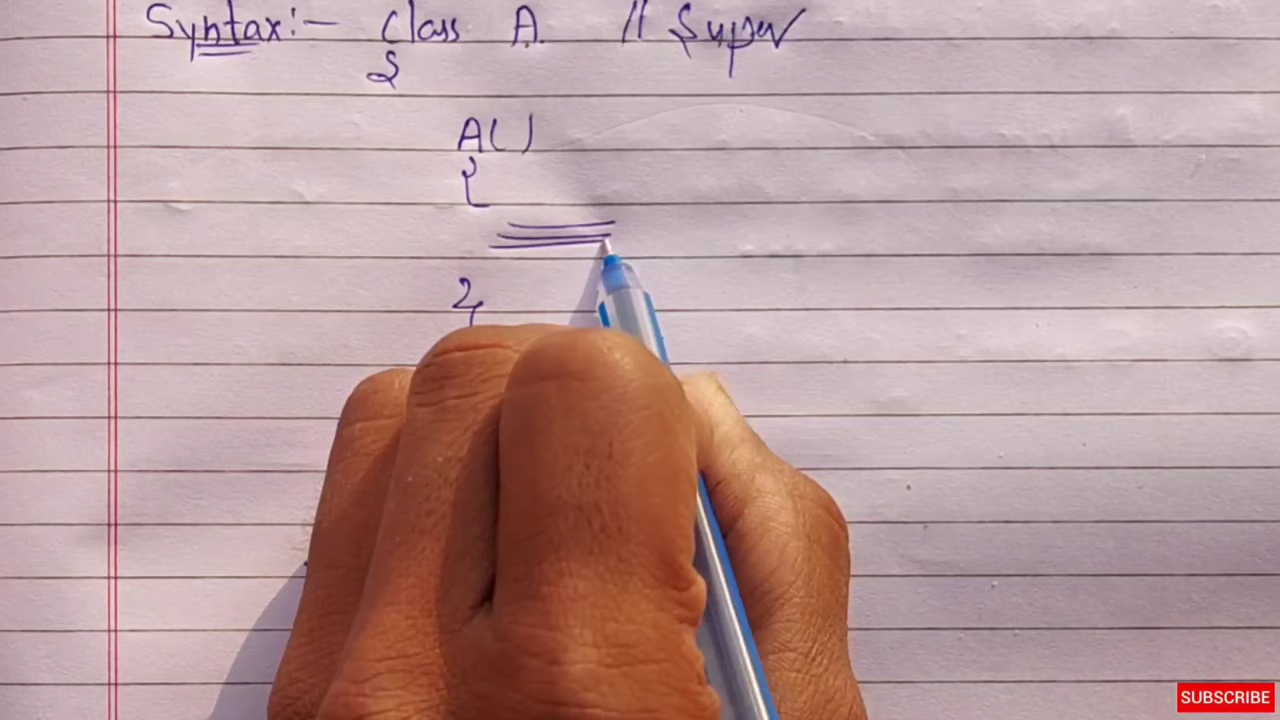 Syntax:- Class A. // Super
{
A()
{
}
SUBSCRIBE